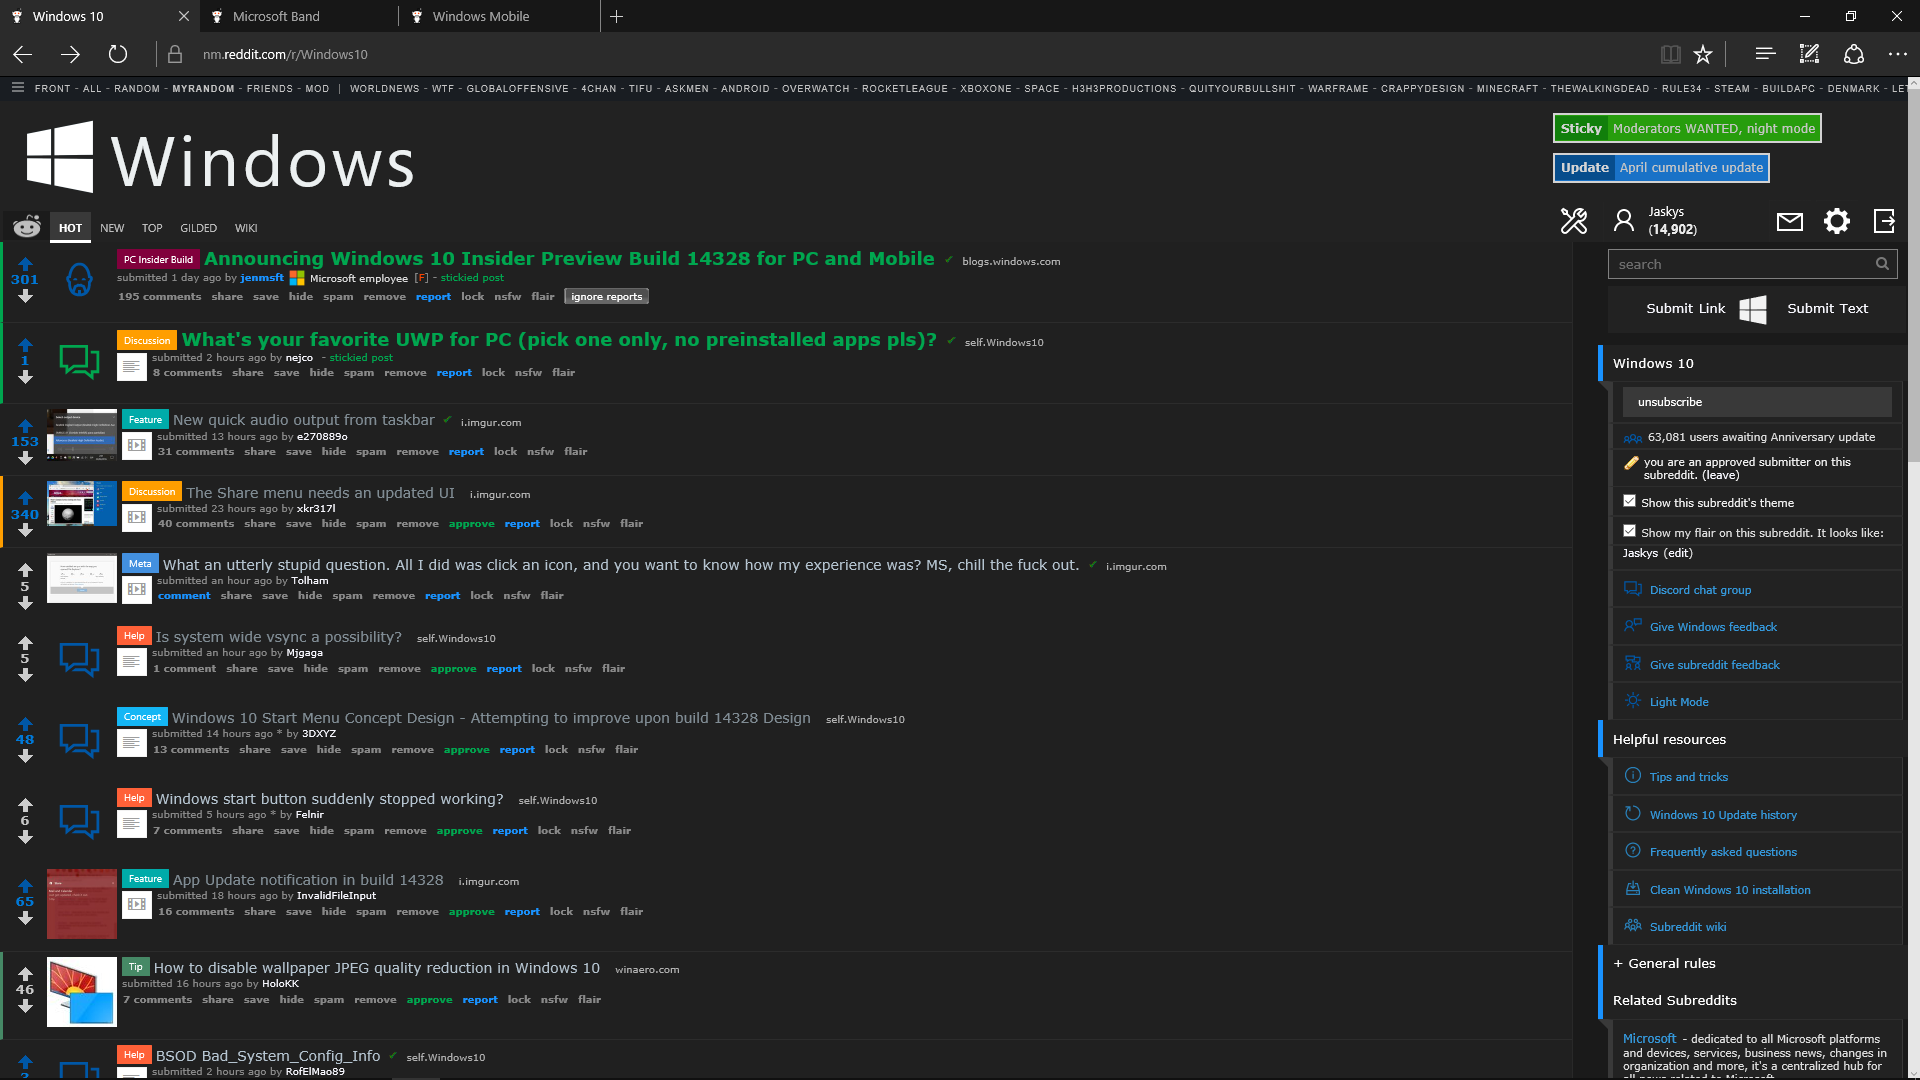 Windows 10
Microsoft Band
Windows Mobile
nm.reddit.com/r/Windows10
FRONT - ALL - RANDOM - MYRANDOM - FRIENDS - MOD | WORLDNEWS - WTF - GLOBALOFFENSIVE - 4CHAN - TIFU - ASKMEN - ANDROID - OVERWATCH - ROCKETLEAGUE - XBOXONE - SPACE - H3H3PRODUCTIONS - QUITYOURBULLSHIT - WARFRAME - CRAPPYDESIGN - MINECRAFT - THEWALKINGDEAD - RULE34 - STEAM - BUILDAPC - DENMARK - LET
Windows
Sticky Moderators WANTED, night mode
Update April cumulative update
HOT NEW TOP GILDED WIKI
Jaskys
(14,902)
301
PC Insider Build Announcing Windows 10 Insider Preview Build 14328 for PC and Mobile ✔ blogs.windows.com
submitted 1 day ago by jenmsft Microsoft employee [F] - stickied post
195 comments share save hide spam remove report lock nsfw flair ignore reports
1
Discussion What's your favorite UWP for PC (pick one only, no preinstalled apps pls)? ✔ self.Windows10
submitted 2 hours ago by nejco - stickied post
8 comments share save hide spam remove report lock nsfw flair
153
Feature New quick audio output from taskbar ✔ i.imgur.com
submitted 13 hours ago by e270889o
31 comments share save hide spam remove report lock nsfw flair
340
Discussion The Share menu needs an updated UI i.imgur.com
submitted 23 hours ago by xkr317l
40 comments share save hide spam remove approve report lock nsfw flair
5
Meta What an utterly stupid question. All I did was click an icon, and you want to know how my experience was? MS, chill the fuck out. ✔ i.imgur.com
submitted an hour ago by Tolham
comment share save hide spam remove report lock nsfw flair
5
Help Is system wide vsync a possibility? self.Windows10
submitted an hour ago by Mjgaga
1 comment share save hide spam remove approve report lock nsfw flair
48
Concept Windows 10 Start Menu Concept Design - Attempting to improve upon build 14328 Design self.Windows10
submitted 14 hours ago * by 3DXYZ
13 comments share save hide spam remove approve report lock nsfw flair
6
Help Windows start button suddenly stopped working? self.Windows10
submitted 5 hours ago * by Felnir
7 comments share save hide spam remove approve report lock nsfw flair
65
Feature App Update notification in build 14328 i.imgur.com
submitted 18 hours ago by InvalidFileInput
16 comments share save hide spam remove approve report lock nsfw flair
46
Tip How to disable wallpaper JPEG quality reduction in Windows 10 winaero.com
submitted 16 hours ago by HoloKK
7 comments share save hide spam remove approve report lock nsfw flair
Help BSOD Bad_System_Config_Info ✔ self.Windows10
submitted 2 hours ago by RofElMao89
search
Submit Link Submit Text
Windows 10
unsubscribe
63,081 users awaiting Anniversary update
you are an approved submitter on this
subreddit. (leave)
Show this subreddit's theme
Show my flair on this subreddit. It looks like:
Jaskys (edit)
Discord chat group
Give Windows feedback
Give subreddit feedback
Light Mode
Helpful resources
Tips and tricks
Windows 10 Update history
Frequently asked questions
Clean Windows 10 installation
Subreddit wiki
+ General rules
Related Subreddits
Microsoft - dedicated to all Microsoft platforms
and devices, services, business news, changes in
organization and more, it's a centralized hub for
all news related to Microsoft